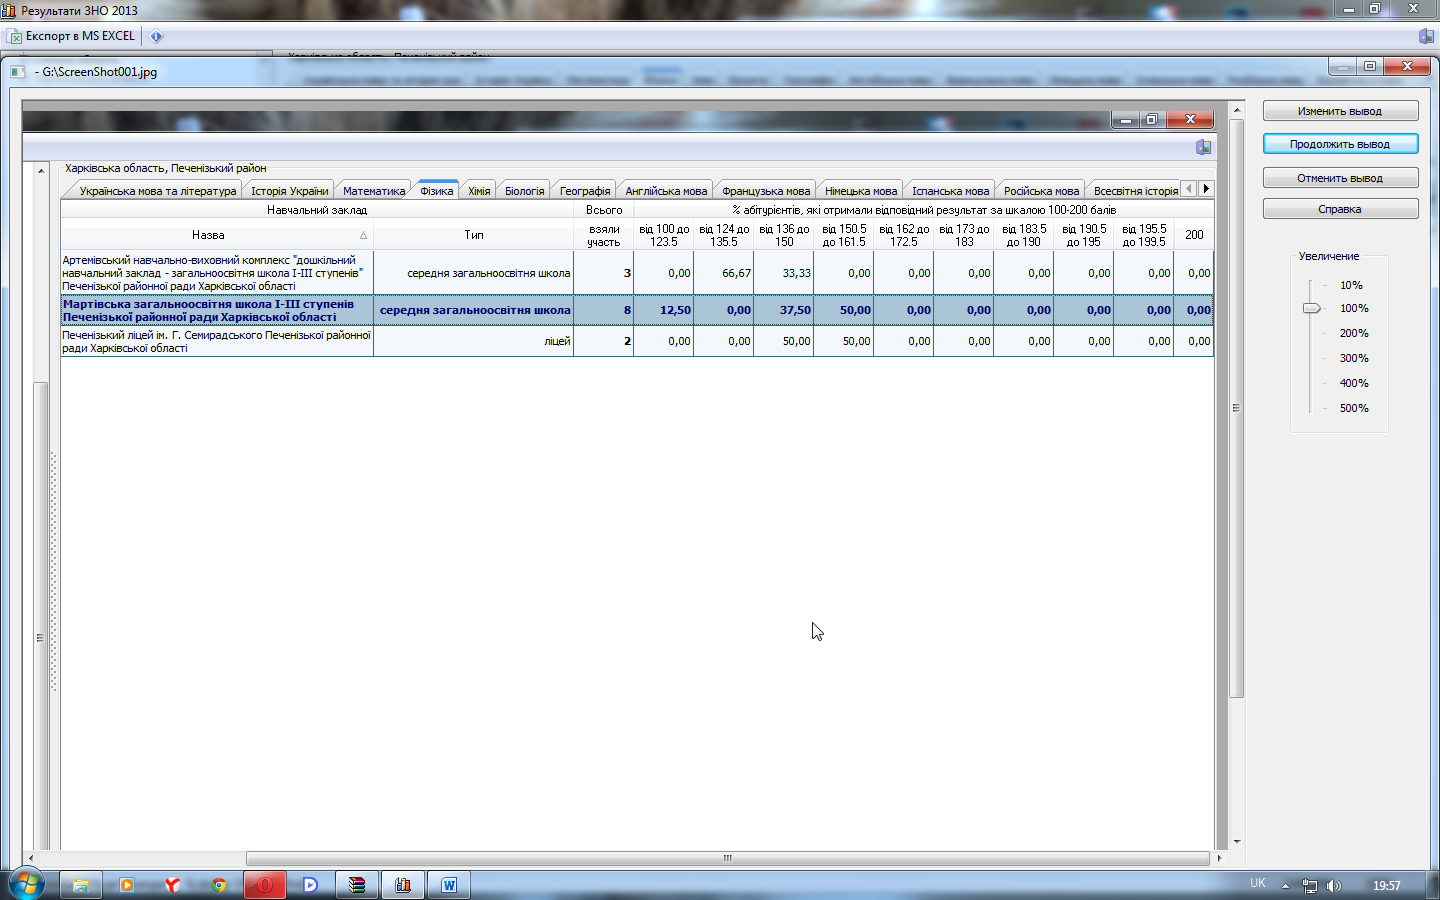 Результати ЗНО 2013
Експорт в MS EXCEL
- G:\ScreenShot001.jpg
Харківська область, Печенізький район
Українська мова та література Історія України Математика Фізика Хімія Біологія Географія Англійська мова Французька мова Німецька мова Іспанська мова Російська мова Всесвітня історія
Навчальний заклад Всього % абітурієнтів, які отримали відповідний результат за шкалою 100-200 балів
Назва Тип взяли участь від 100 до 123.5 від 124 до 135.5 від 136 до 150 від 150.5 до 161.5 від 162 до 172.5 від 173 до 183 від 183.5 до 190 від 190.5 до 195 від 195.5 до 199.5 200
Артемівський навчально-виховний комплекс "дошкільний
навчальний заклад - загальноосвітня школа І-ІІІ ступенів"
Печенізької районної ради Харківської області
середня загальноосвітня школа 3 0,00 66,67 33,33 0,00 0,00 0,00 0,00 0,00 0,00 0,00
Мартівська загальноосвітня школа І-ІІІ ступенів
Печенізької районної ради Харківської області
середня загальноосвітня школа 8 12,50 0,00 37,50 50,00 0,00 0,00 0,00 0,00 0,00 0,00
Печенізький ліцей ім. Г. Семирадського Печенізької районної
ради Харківської області
ліцей 2 0,00 0,00 50,00 50,00 0,00 0,00 0,00 0,00 0,00 0,00
Изменить вывод
Продолжить вывод
Отменить вывод
Справка
Увеличение
10%
100%
200%
300%
400%
500%
UK 19:57